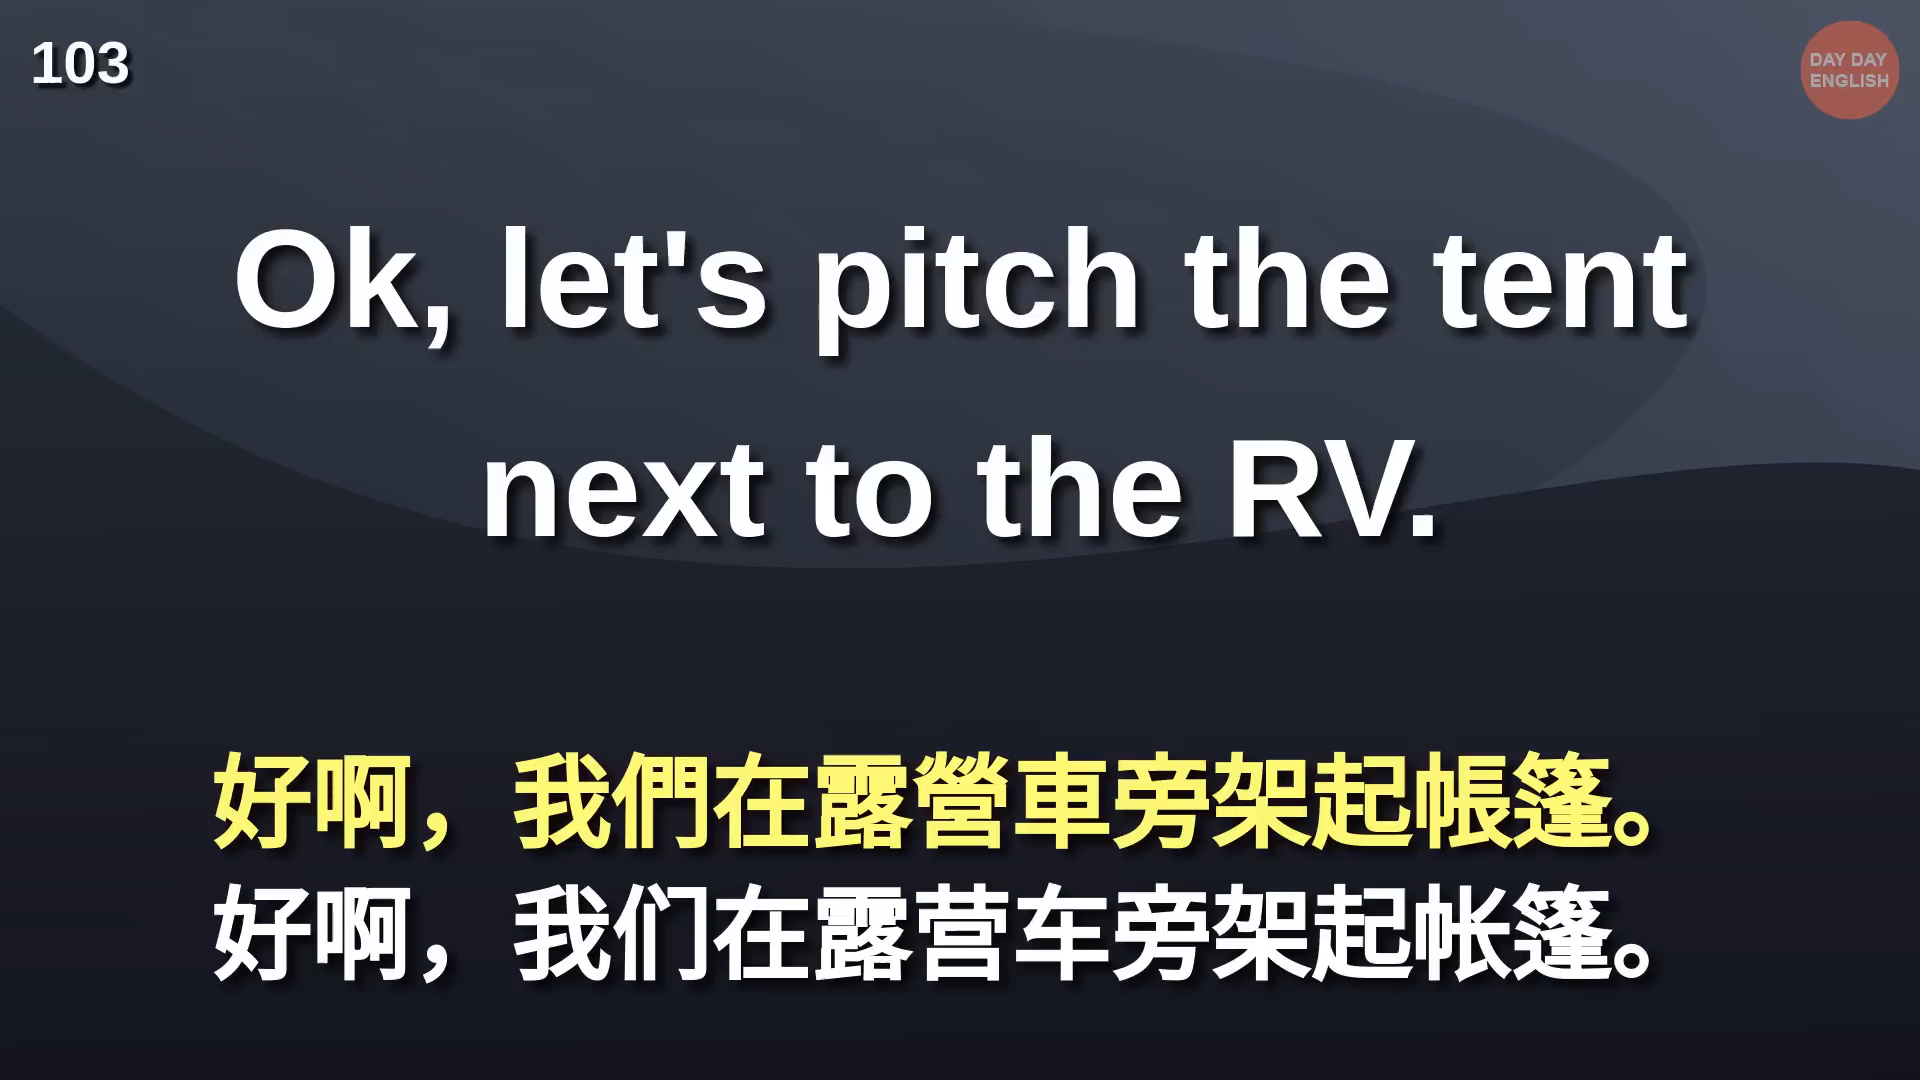 103
DAY DAY
ENGLISH
Ok, let's pitch the tent
next to the RV.
好啊，我們在露營車旁架起帳篷。
好啊，我们在露营车旁架起帐篷。